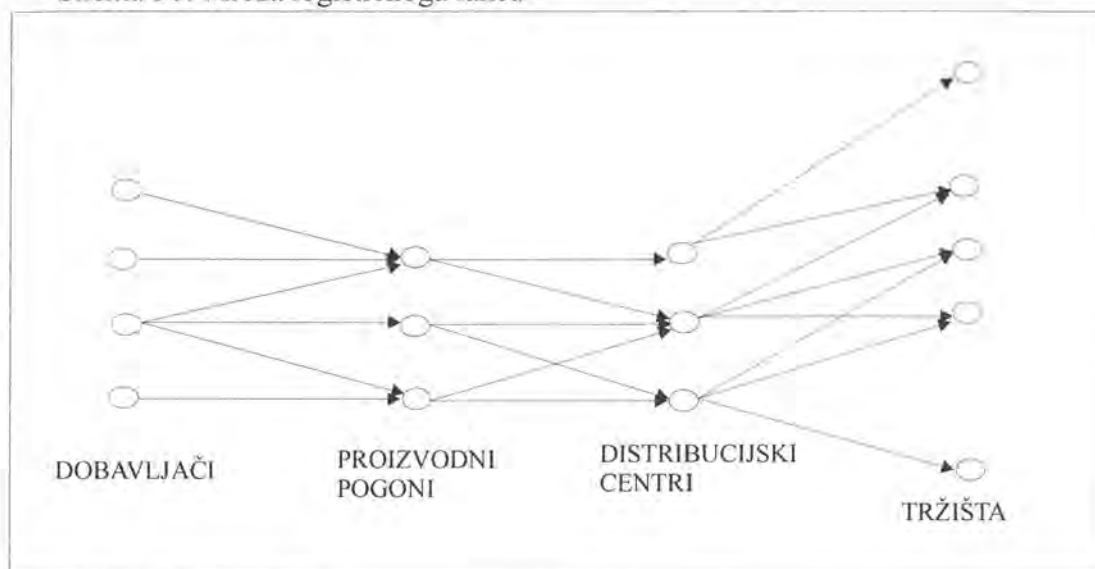 DOBAVLJAČI
PROIZVODNI
POGONI
DISTRIBUCIJSKI
CENTRI
TRŽIŠTA